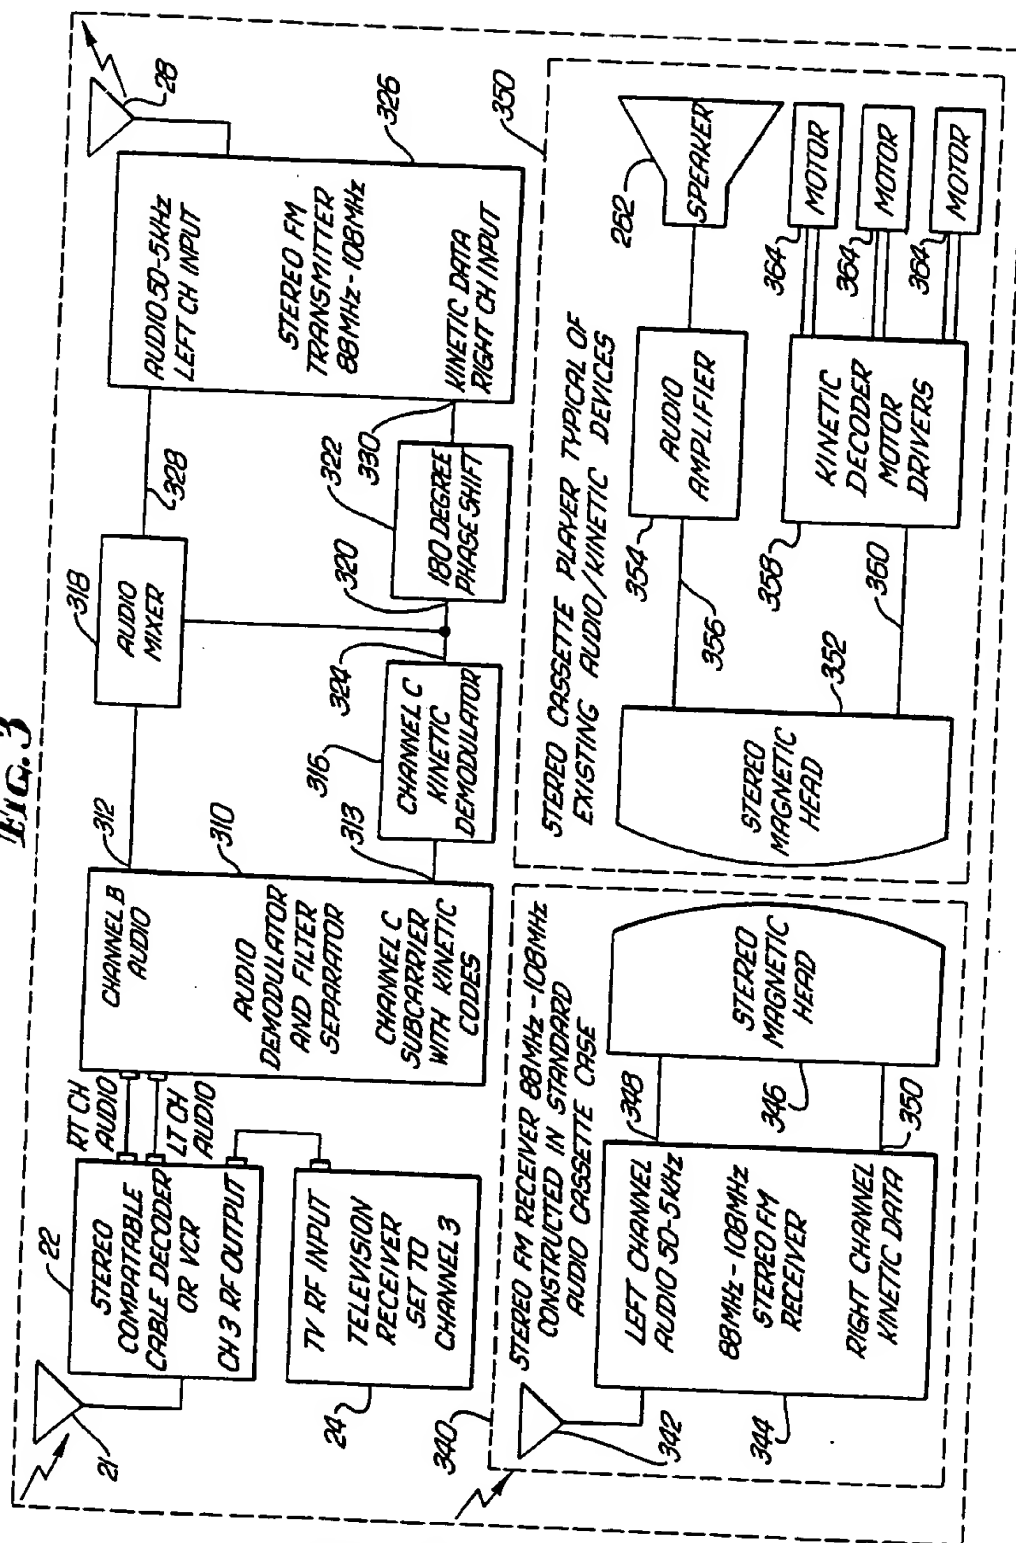 FIG. 3
28
326
350
AUDIO 50-5kHz
LEFT CH INPUT
STEREO FM
TRANSMITTER
88MHz-108MHz
KINETIC DATA
RIGHT CH INPUT
328
330
322
180 DEGREE
PHASE SHIFT
320
318
AUDIO
MIXER
324
316
CHANNEL C
KINETIC
DEMODULATOR
312
310
313
CHANNEL B
AUDIO
AUDIO
DEMODULATOR
AND FILTER
SEPARATOR
CHANNEL C
SUBCARRIER
WITH KINETIC
CODES
RT CH
AUDIO
LT CH
AUDIO
22
STEREO
COMPATABLE
CABLE DECODER
OR VCR
CH 3 RF OUTPUT
21
TV RF INPUT
TELEVISION
RECEIVER
SET TO
CHANNEL 3
24
340
STEREO FM RECEIVER 88MHz-108MHz
CONSTRUCTED IN STANDARD
AUDIO CASSETTE CASE
342
LEFT CHANNEL
AUDIO 50-5kHz
88MHz-108MHz
STEREO FM
RECEIVER
RIGHT CHANNEL
KINETIC DATA
344
348
346
350
STEREO
MAGNETIC
HEAD
STEREO CASSETTE PLAYER TYPICAL OF
EXISTING AUDIO/KINETIC DEVICES
STEREO
MAGNETIC
HEAD
352
354
356
AUDIO
AMPLIFIER
262
SPEAKER
358
360
KINETIC
DECODER
MOTOR
DRIVERS
364
MOTOR
364
MOTOR
364
MOTOR